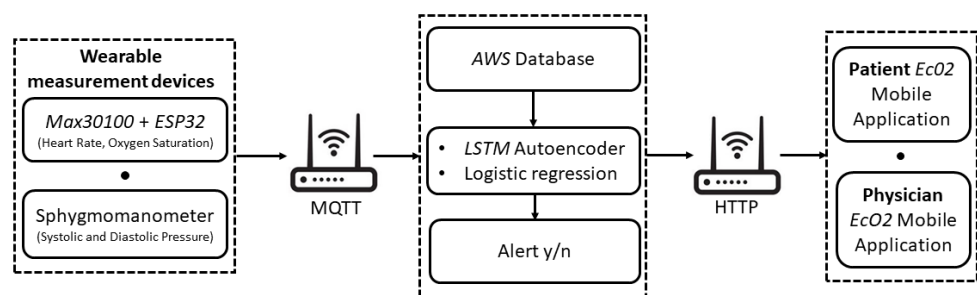 Wearable
measurement devices
Max30100 + ESP32
(Heart Rate, Oxygen Saturation)
•
Sphygmomanometer
(Systolic and Diastolic Pressure)
MQTT
AWS Database
• LSTM Autoencoder
• Logistic regression
Alert y/n
HTTP
Patient Ec02
Mobile
Application
•
Physician
EcO2 Mobile
Application